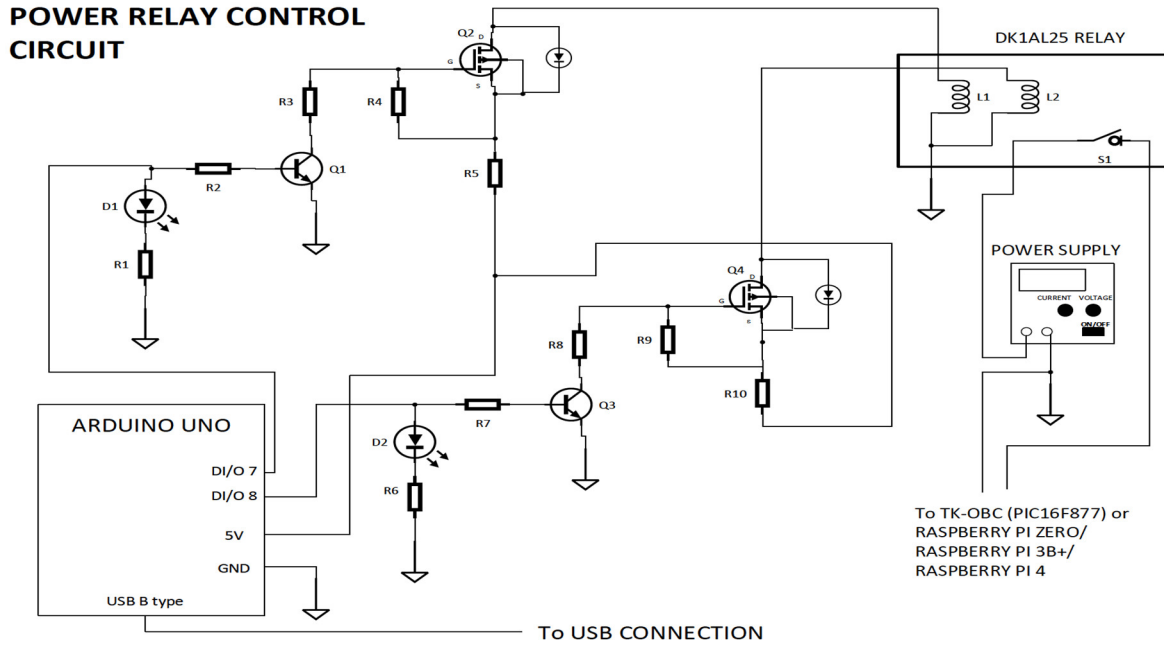 POWER RELAY CONTROL
CIRCUIT
Q2
D
G
S
DK1AL25 RELAY
R3
R4
L1
L2
S1
Q1
R5
R2
D1
R1
POWER SUPPLY
CURRENT VOLTAGE
ON/OFF
Q4
D
G
S
R8
R9
R10
Q3
R7
D2
R6
ARDUINO UNO
DI/O 7
DI/O 8
5V
GND
USB B type
To TK-OBC (PIC16F877) or
RASPBERRY PI ZERO/
RASPBERRY PI 3B+/
RASPBERRY PI 4
To USB CONNECTION